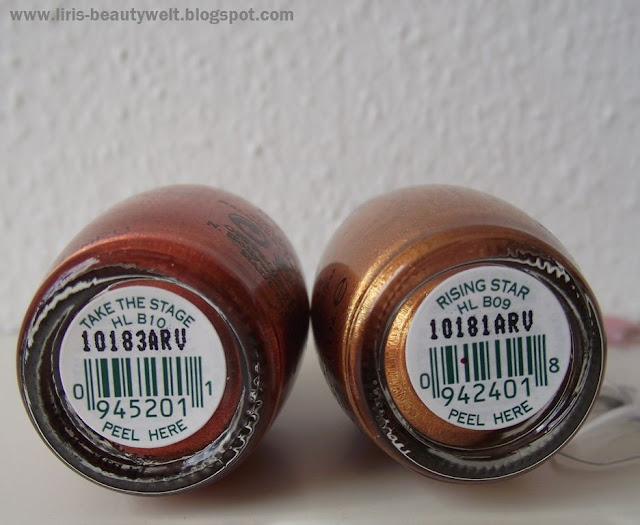 www.liris-beautywelt.blogspot.com
TAKE THE STAGE
HL B10
10183ARV
0 945201 1
PEEL HERE
RISING STAR
HL B09
10181ARV
0 942401 8
PEEL HERE